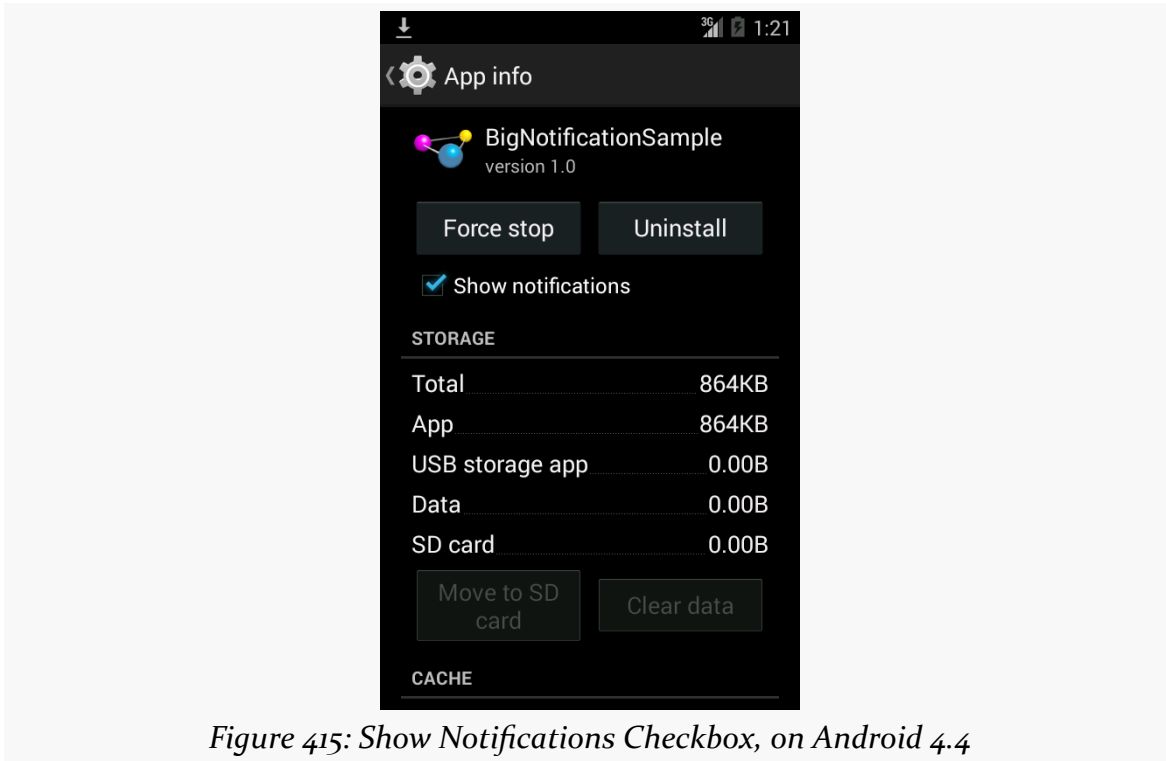 3G 1:21
App info
BigNotificationSample
version 1.0
Force stop Uninstall
Show notifications
STORAGE
Total 864KB
App 864KB
USB storage app 0.00B
Data 0.00B
SD card 0.00B
Move to SD
card
Clear data
CACHE
Figure 415: Show Notifications Checkbox, on Android 4.4